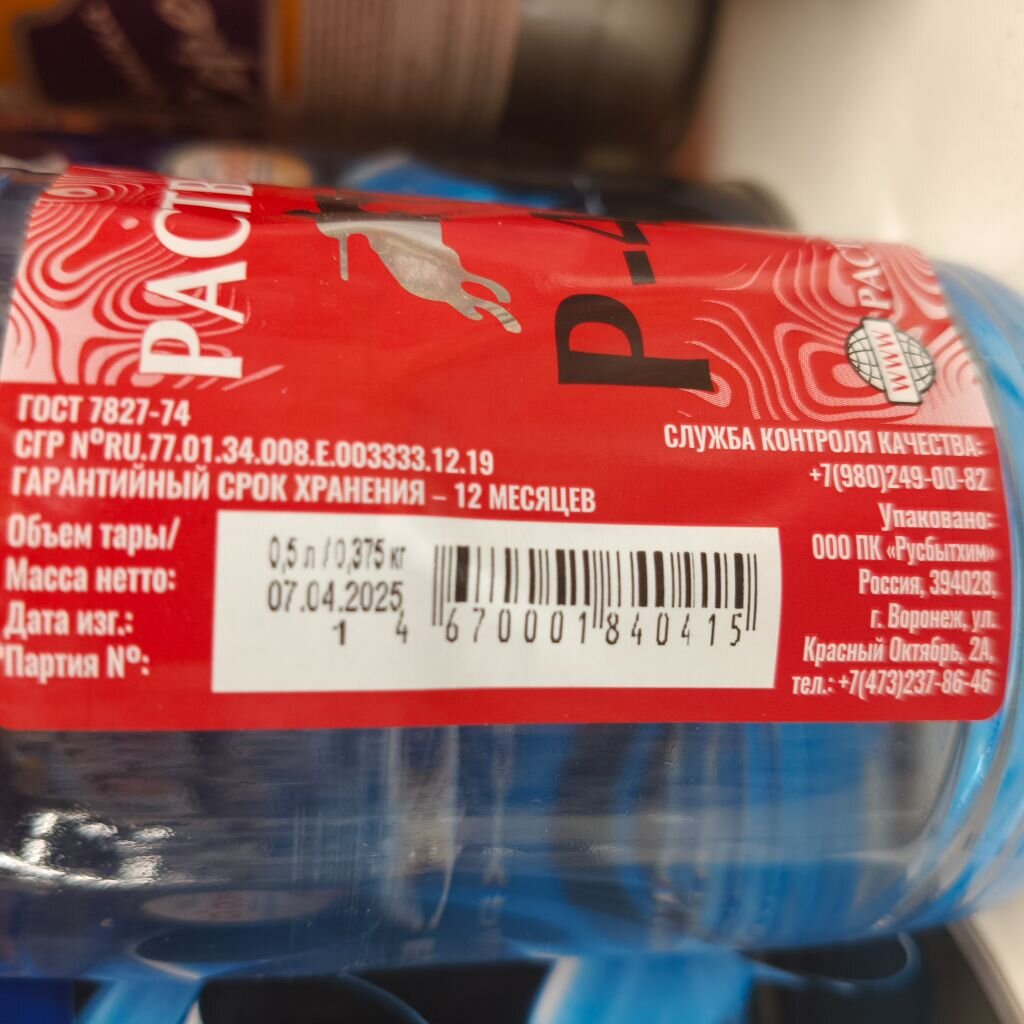 Р-4
WWW
ГОСТ 7827-74
СГР №RU.77.01.34.008.Е.003333.12.19
ГАРАНТИЙНЫЙ СРОК ХРАНЕНИЯ – 12 МЕСЯЦЕВ
Объем тары/
Масса нетто:
Дата изг.:
*Партия №:
0,5 л / 0,375 кг
07.04.2025
1
4 670001 840415
СЛУЖБА КОНТРОЛЯ КАЧЕСТВА:
+7(980)249-00-82
Упаковано:
ООО ПК «Русбытхим»
Россия, 394028,
г. Воронеж, ул.
Красный Октябрь, 2А,
тел.: +7(473)237-86-46